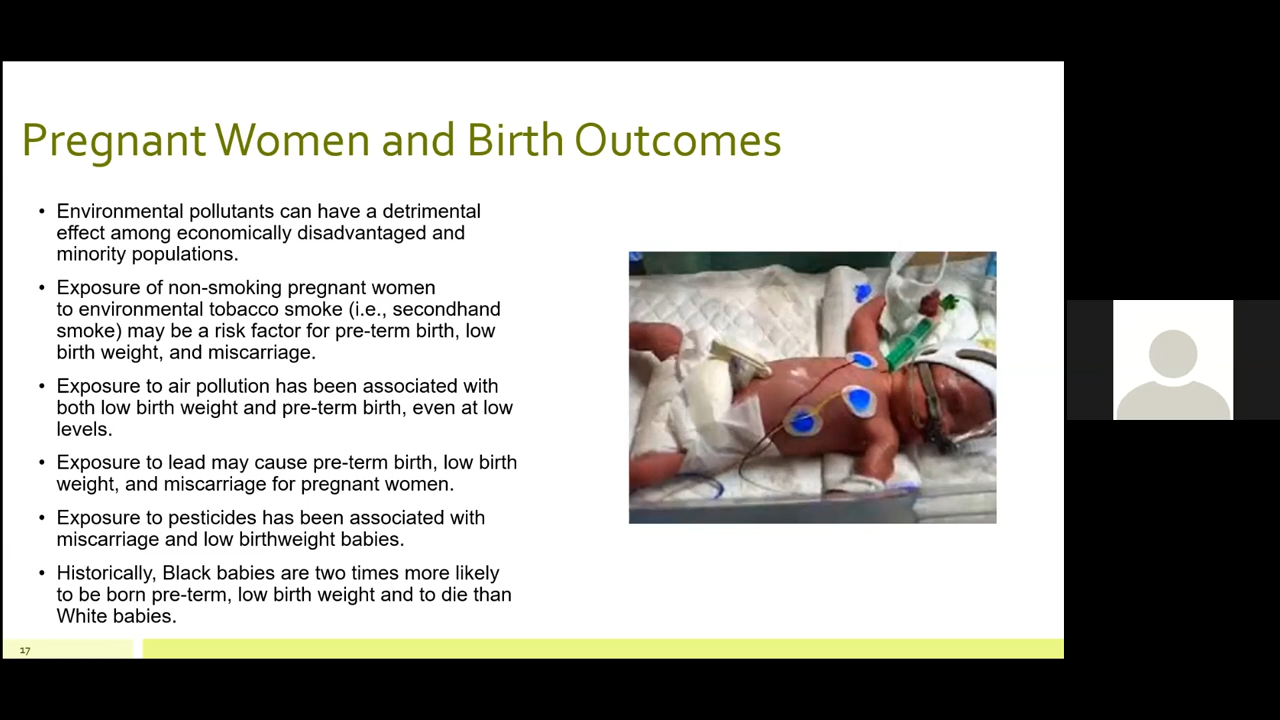 Pregnant Women and Birth Outcomes
• Environmental pollutants can have a detrimental
effect among economically disadvantaged and
minority populations.
• Exposure of non-smoking pregnant women
to environmental tobacco smoke (i.e., secondhand
smoke) may be a risk factor for pre-term birth, low
birth weight, and miscarriage.
• Exposure to air pollution has been associated with
both low birth weight and pre-term birth, even at low
levels.
• Exposure to lead may cause pre-term birth, low birth
weight, and miscarriage for pregnant women.
• Exposure to pesticides has been associated with
miscarriage and low birthweight babies.
• Historically, Black babies are two times more likely
to be born pre-term, low birth weight and to die than
White babies.
17